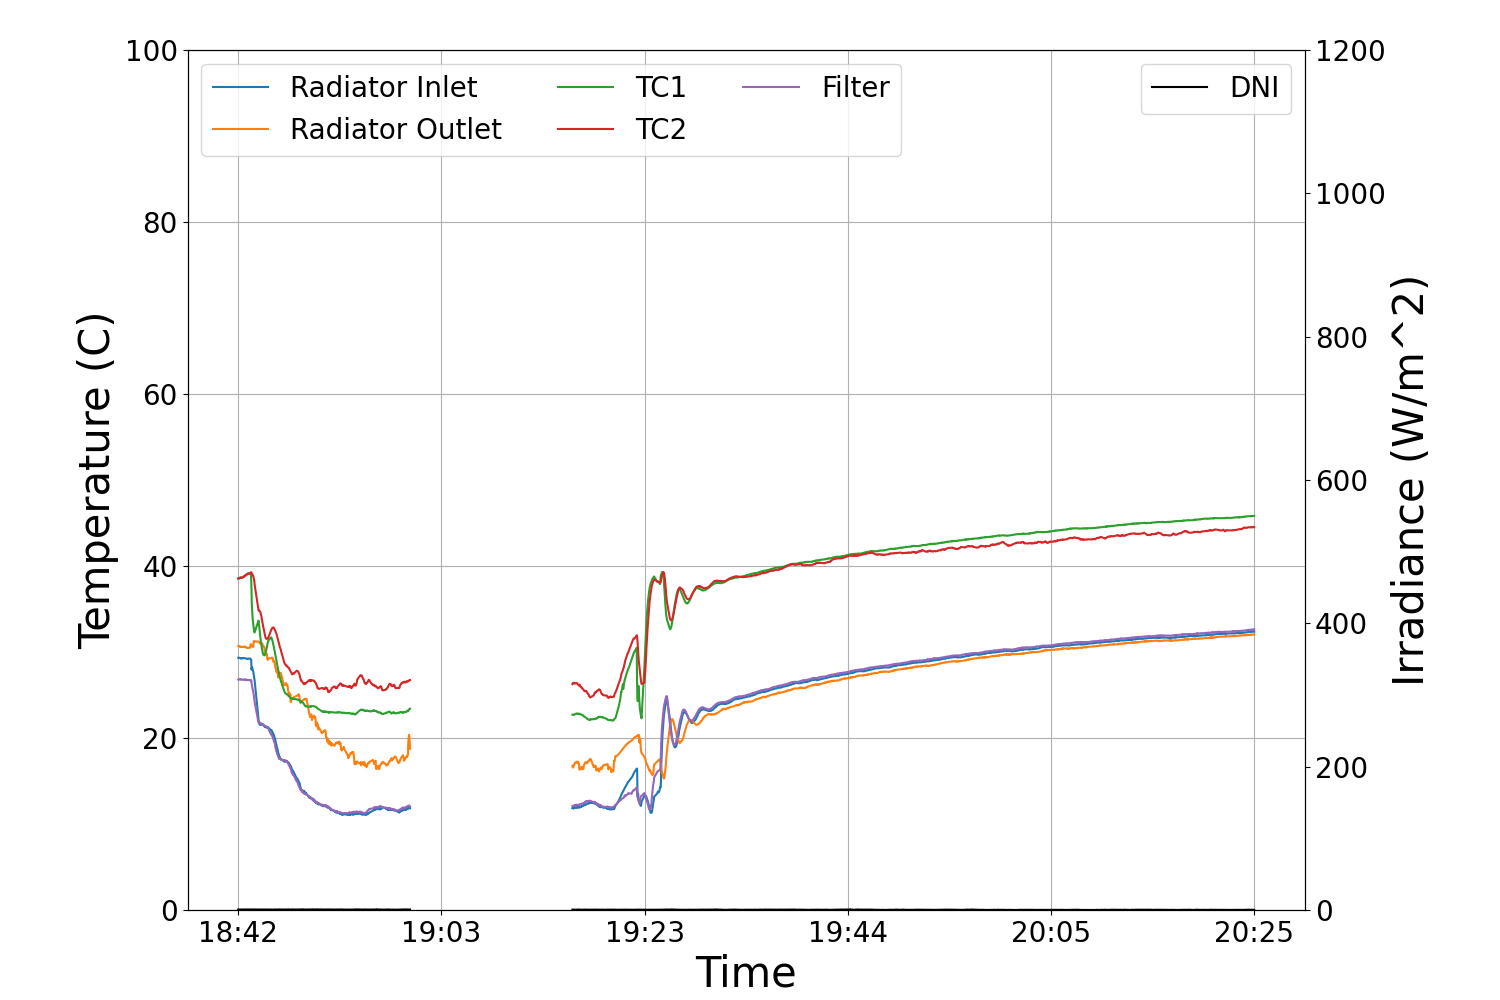 100
80
60
40
20
0
Temperature (C)
Radiator Inlet
Radiator Outlet
TC1
TC2
Filter
DNI
1200
1000
800
600
400
200
0
Irradiance (W/m^2)
18:42 19:03 19:23 19:44 20:05 20:25
Time